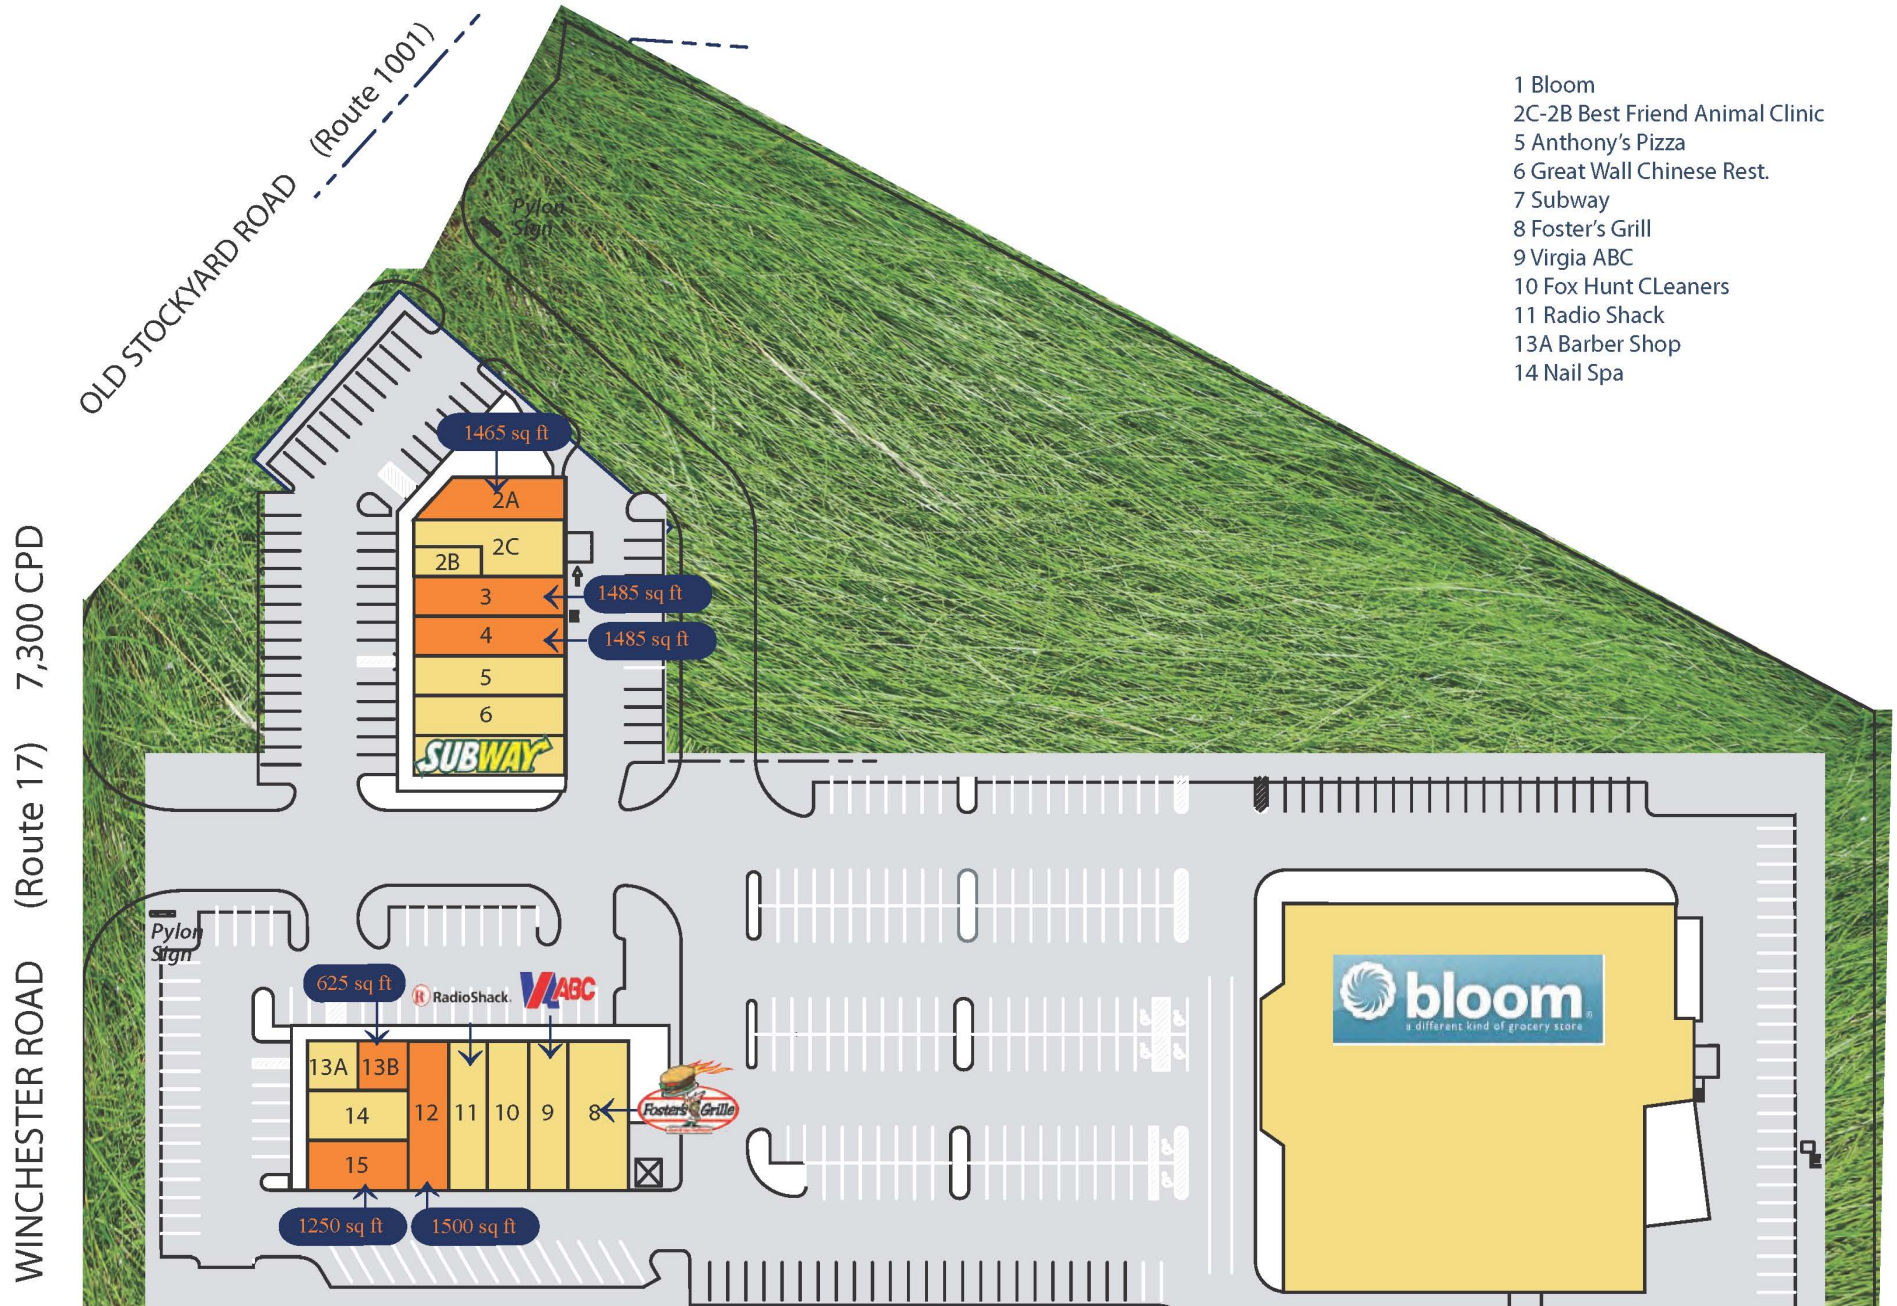 OLD STOCKYARD ROAD (Route 1001)
1 Bloom
2C-2B Best Friend Animal Clinic
5 Anthony's Pizza
6 Great Wall Chinese Rest.
7 Subway
8 Foster's Grill
9 Virgia ABC
10 Fox Hunt CLeaners
11 Radio Shack
13A Barber Shop
14 Nail Spa
Pylon
Sign
1465 sq ft
2A
2C
2B
3
1485 sq ft
4
1485 sq ft
5
6
SUBWAY
WINCHESTER ROAD (Route 17) 7,300 CPD
Pylon
Sign
625 sq ft
R RadioShack.
VA ABC
bloom
a different kind of grocery store
13A
13B
14
15
12
11
10
9
8
Foster's Grille
1250 sq ft
1500 sq ft